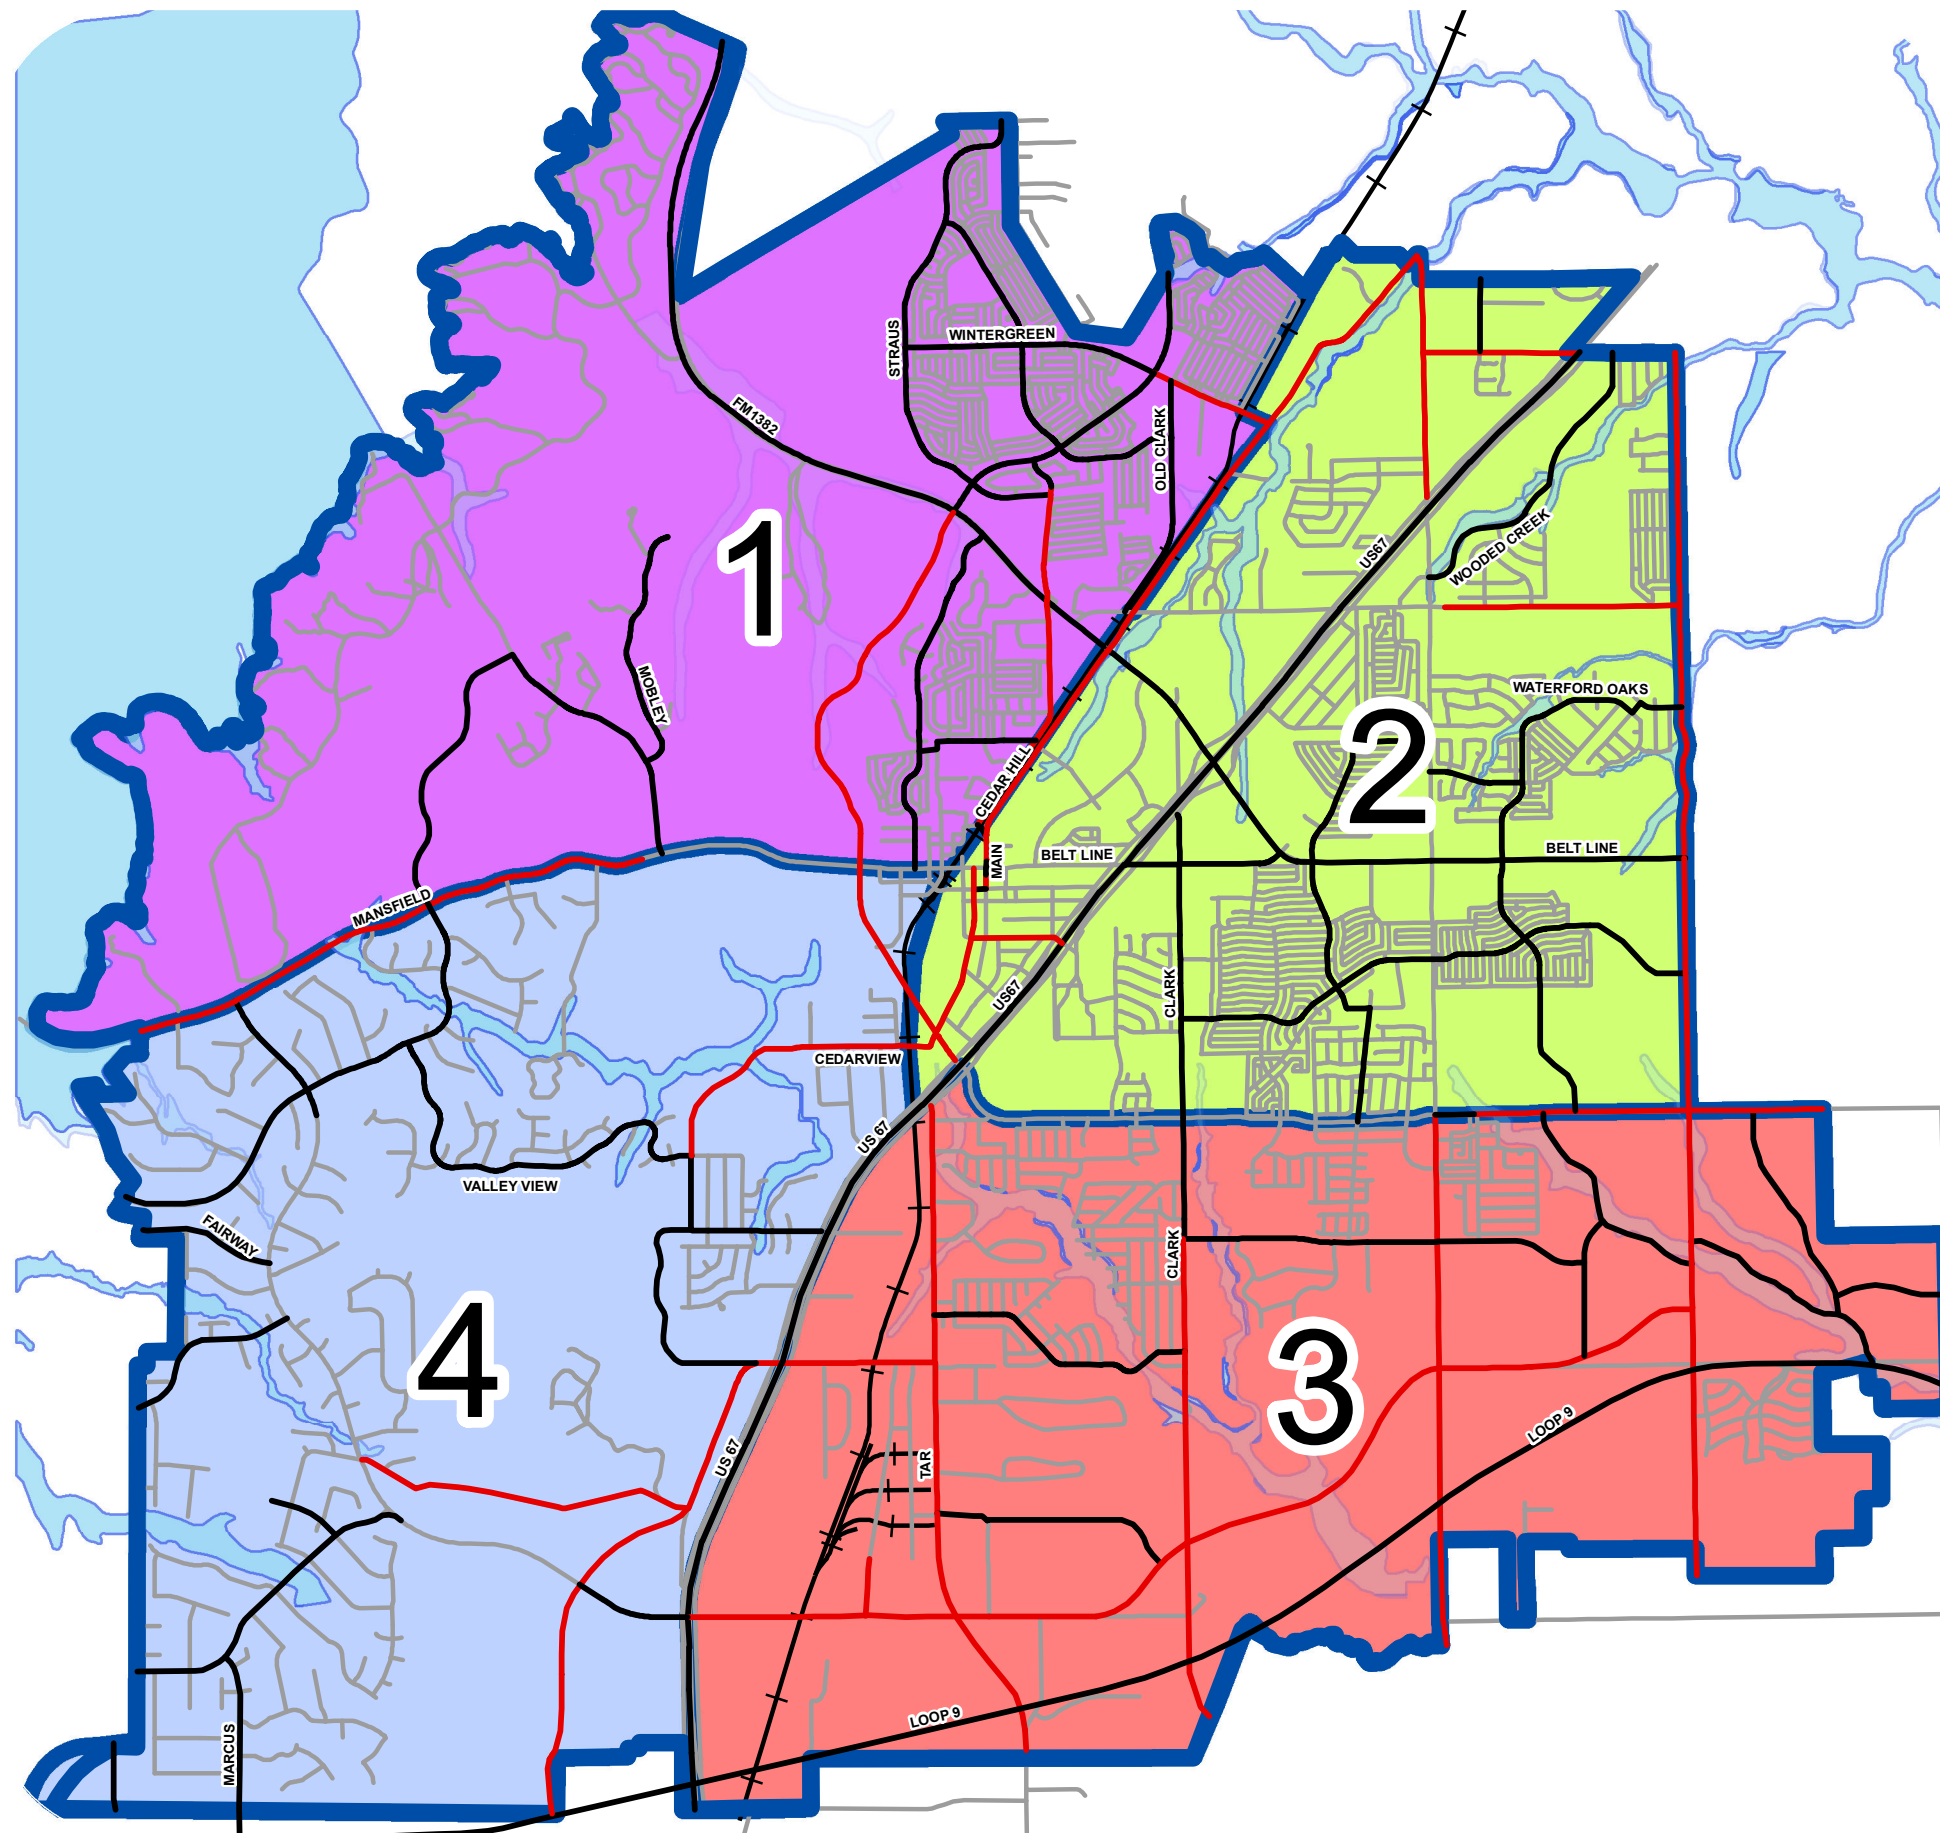 STRAUS
WINTERGREEN
FM1382
OLD CLARK
1
US67
WOODED CREEK
MOBLEY
WATERFORD OAKS
2
CEDAR HILL
MAIN
BELT LINE
BELT LINE
MANSFIELD
CLARK
US67
CEDARVIEW
US 67
VALLEY VIEW
FAIRWAY
CLARK
4
3
LOOP 9
US 67
TAR
LOOP 9
MARCUS